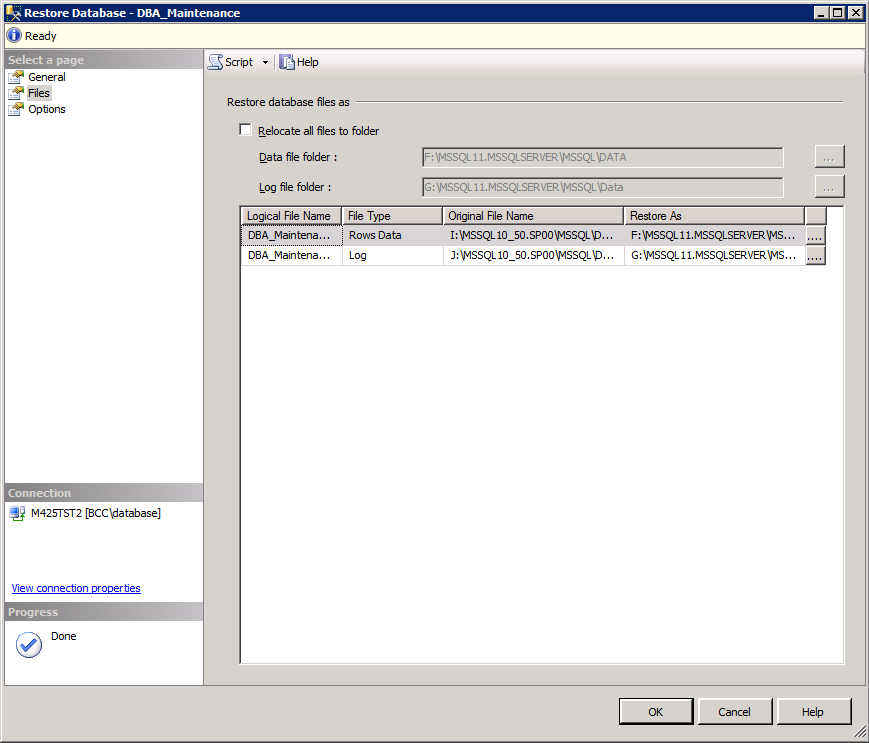 Restore Database - DBA_Maintenance
Ready
Select a page
General
Files
Options
Script
Help
Restore database files as
Relocate all files to folder
Data file folder :
F:\MSSQL11.MSSQLSERVER\MSSQL\DATA
...
Log file folder :
G:\MSSQL11.MSSQLSERVER\MSSQL\Data
...
Logical File Name File Type Original File Name Restore As
DBA_Maintena... Rows Data I:\MSSQL10_50.SP00\MSSQL\D... F:\MSSQL11.MSSQLSERVER\MS... ....
DBA_Maintena... Log J:\MSSQL10_50.SP00\MSSQL\D... G:\MSSQL11.MSSQLSERVER\MS... ....
Connection
M425TST2 [BCC\database]
View connection properties
Progress
Done
OK Cancel Help